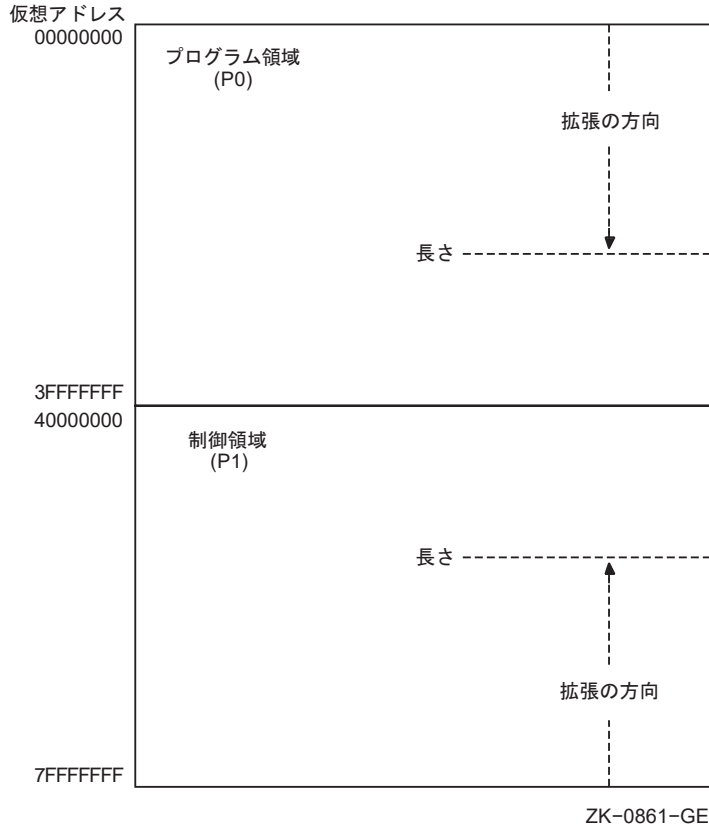 仮想アドレス
00000000
プログラム領域
(P0)
拡張の方向
長さ
3FFFFFFF
40000000
制御領域
(P1)
長さ
拡張の方向
7FFFFFFF
ZK−0861−GE